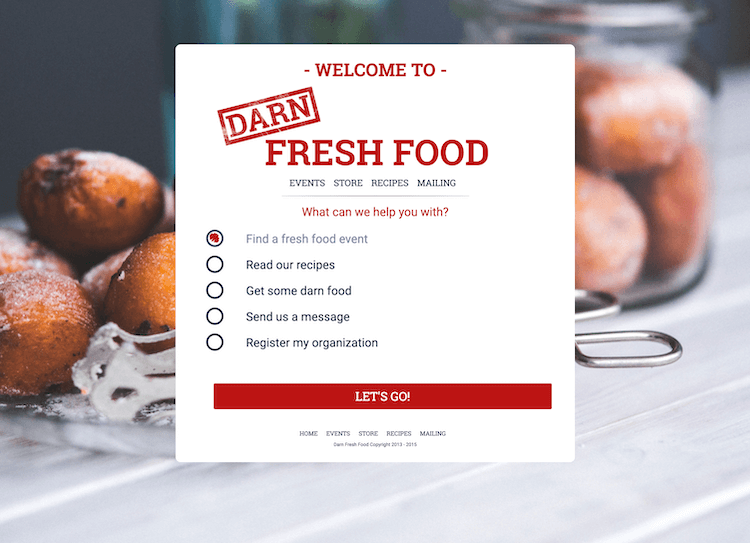 - WELCOME TO -
DARN
FRESH FOOD
EVENTS STORE RECIPES MAILING
What can we help you with?
Find a fresh food event
Read our recipes
Get some darn food
Send us a message
Register my organization
LET'S GO!
HOME EVENTS STORE RECIPES MAILING
Darn Fresh Food Copyright 2013 - 2015